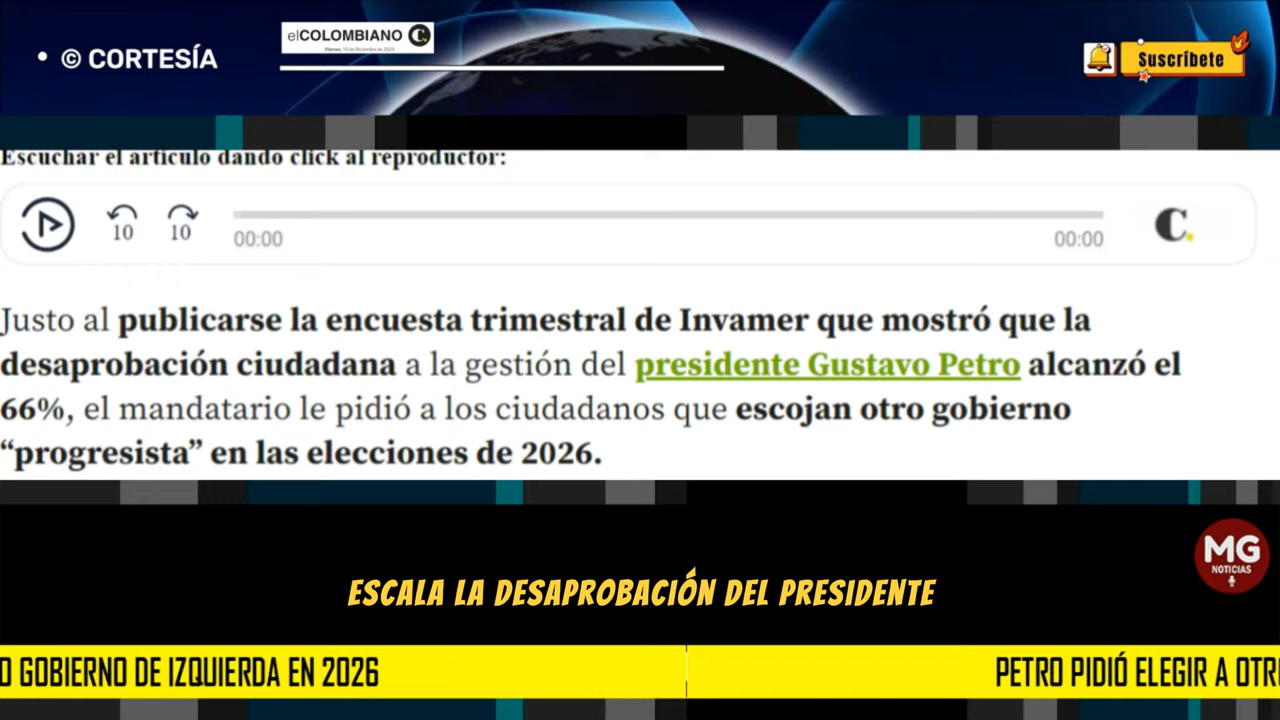 © CORTESÍA
elCOLOMBIANO C
Suscríbete
Escuchar el artículo dando click al reproductor:
10 10
00:00 00:00
C.
Justo al publicarse la encuesta trimestral de Invamer que mostró que la
desaprobación ciudadana a la gestión del presidente Gustavo Petro alcanzó el
66%, el mandatario le pidió a los ciudadanos que escojan otro gobierno
“progresista” en las elecciones de 2026.
MG
NOTICIAS
ESCALA LA DESAPROBACIÓN DEL PRESIDENTE
O GOBIERNO DE IZQUIERDA EN 2026
PETRO PIDIÓ ELEGIR A OTR